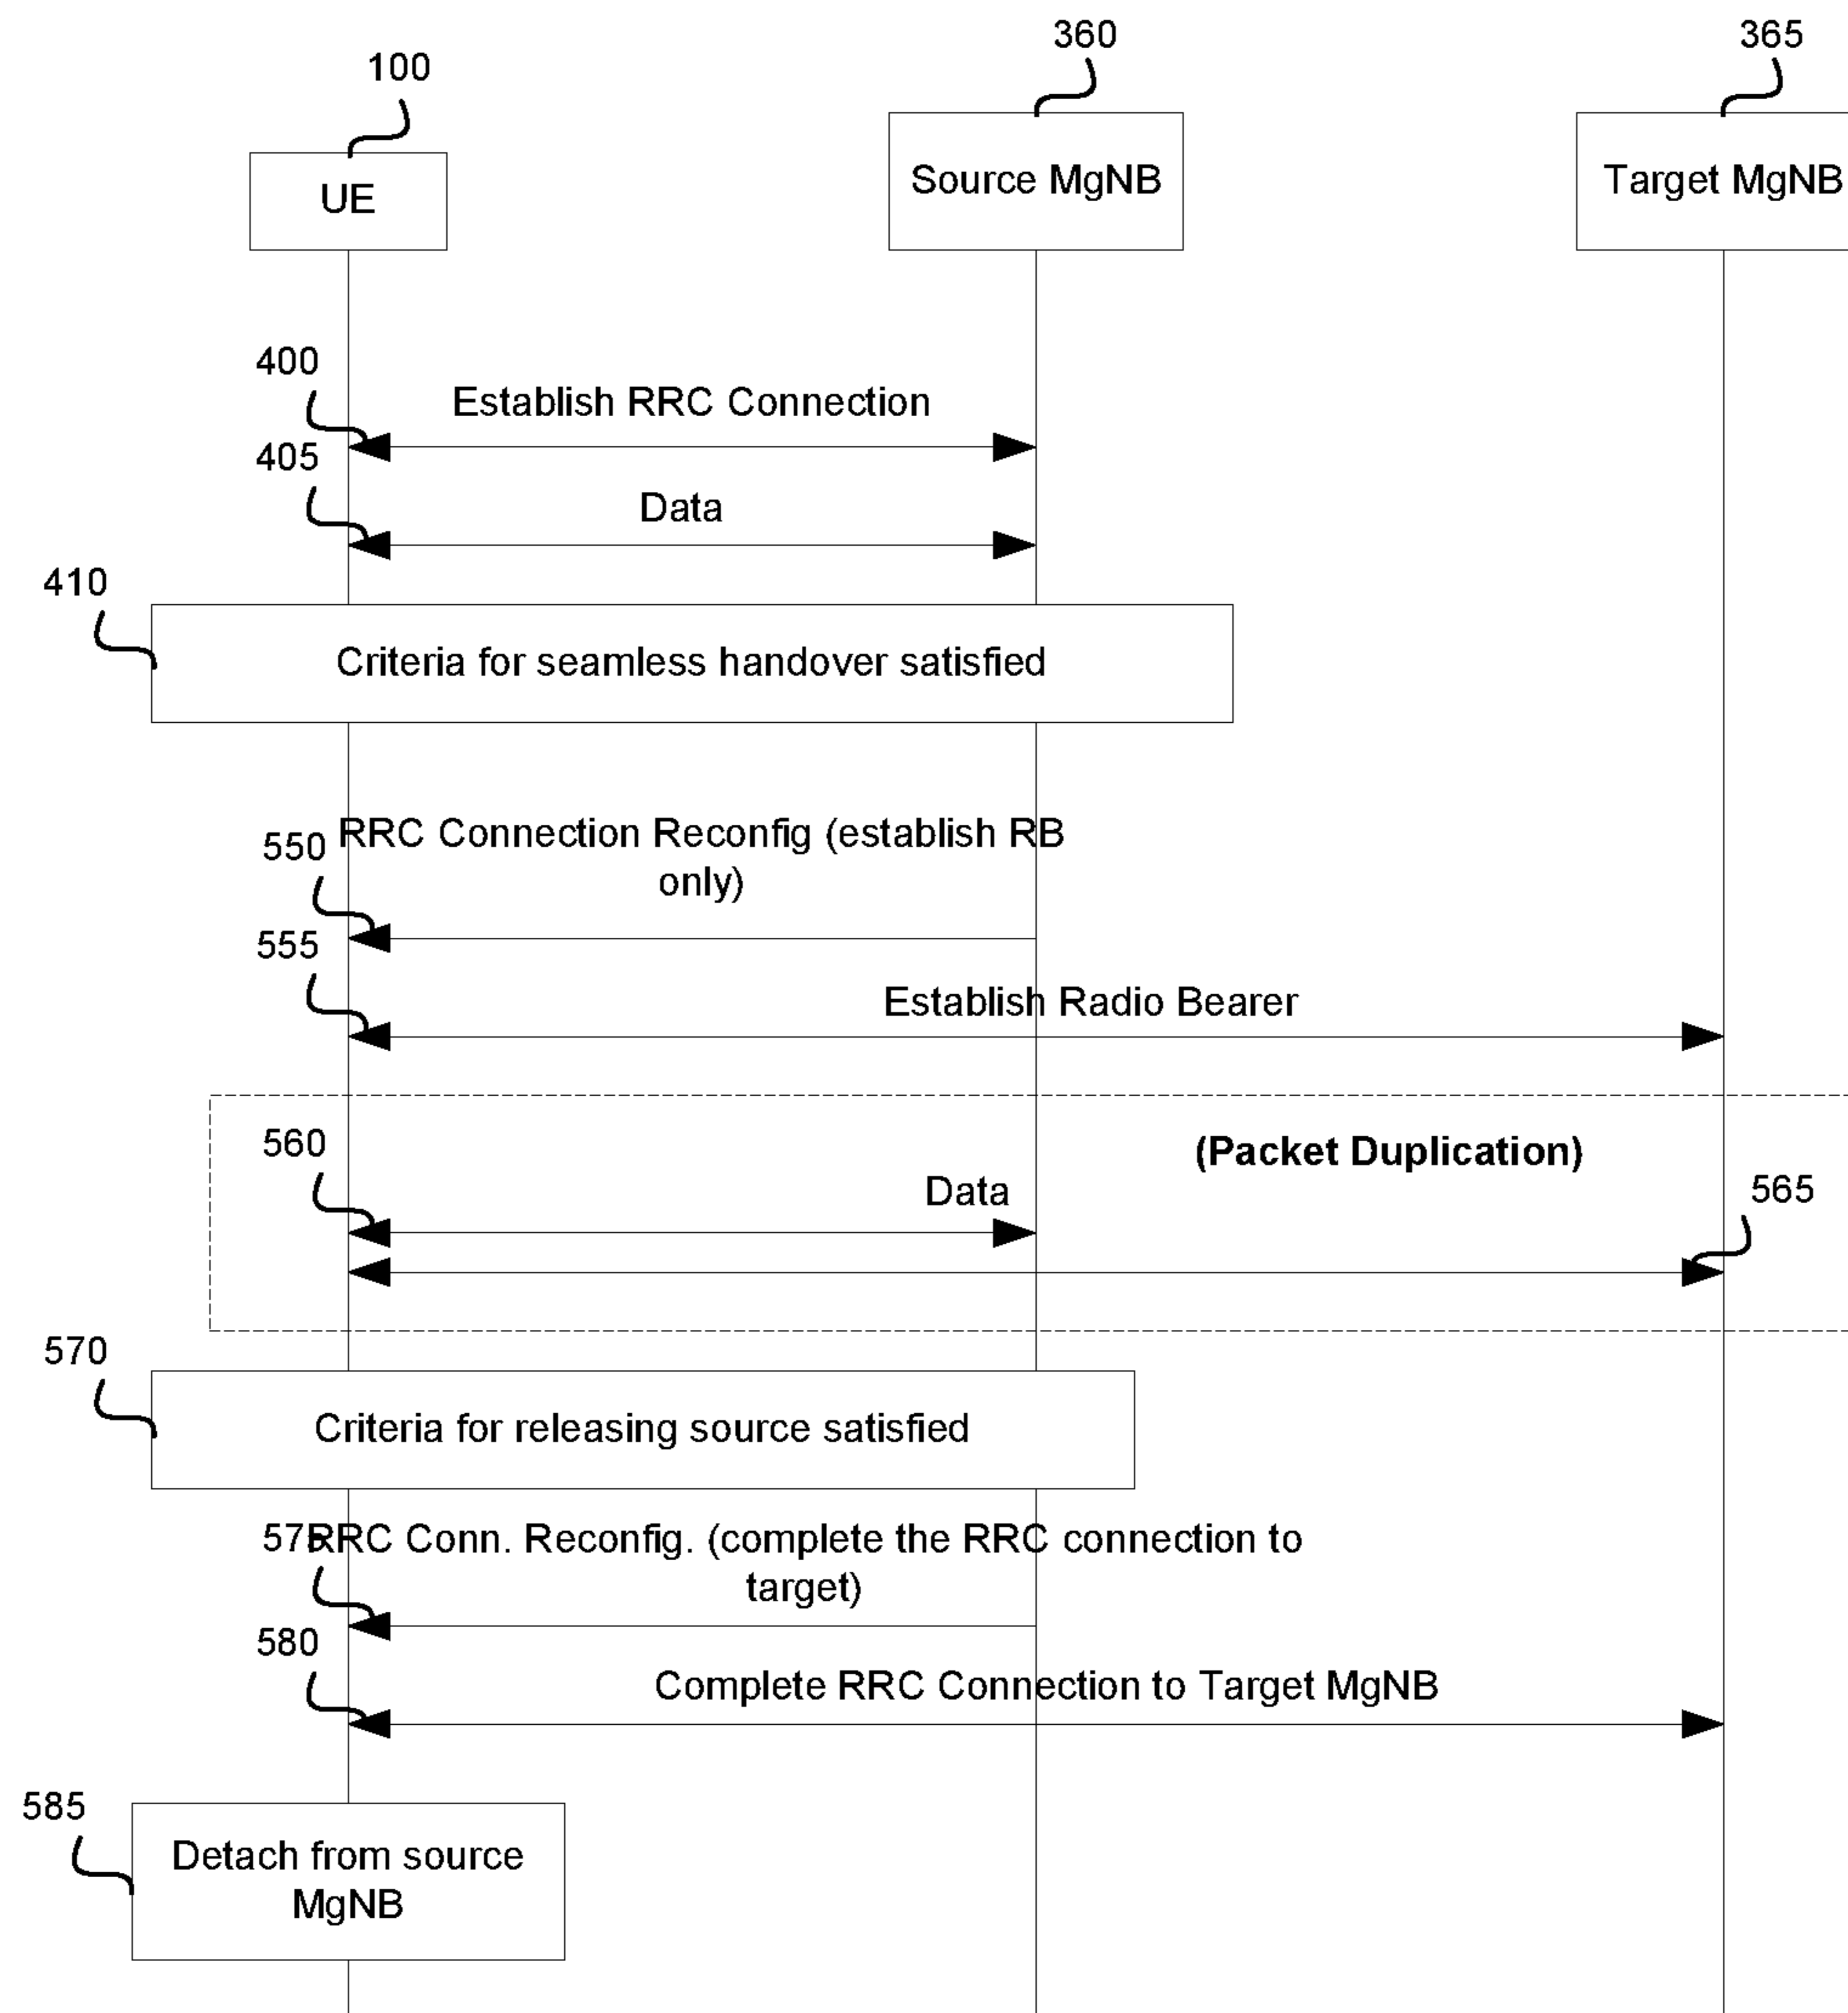 360
365
100
UE
Source MgNB
Target MgNB
400
Establish RRC Connection
405
Data
410
Criteria for seamless handover satisfied
550
RRC Connection Reconfig (establish RB
only)
555
Establish Radio Bearer
(Packet Duplication)
560
Data
565
570
Criteria for releasing source satisfied
575
RRC Conn. Reconfig. (complete the RRC connection to
target)
580
Complete RRC Connection to Target MgNB
585
Detach from source
MgNB